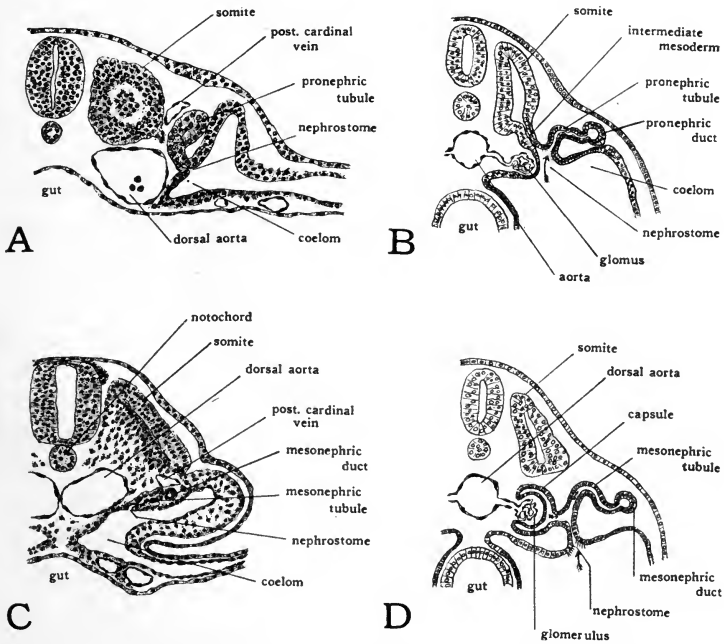 somite
post. cardinal
vein
pronephric
tubule
nephrostome
gut
dorsal aorta
coelom
A
somite
intermediate
mesoderm
pronephric
tubule
pronephric
duct
coelom
nephrostome
gut
glomus
aorta
B
notochord
somite
dorsal aorta
post. cardinal
vein
mesonephric
duct
mesonephric
tubule
nephrostome
coelom
gut
C
somite
dorsal aorta
capsule
mesonephric
tubule
mesonephric
duct
nephrostome
gut
glomerulus
D